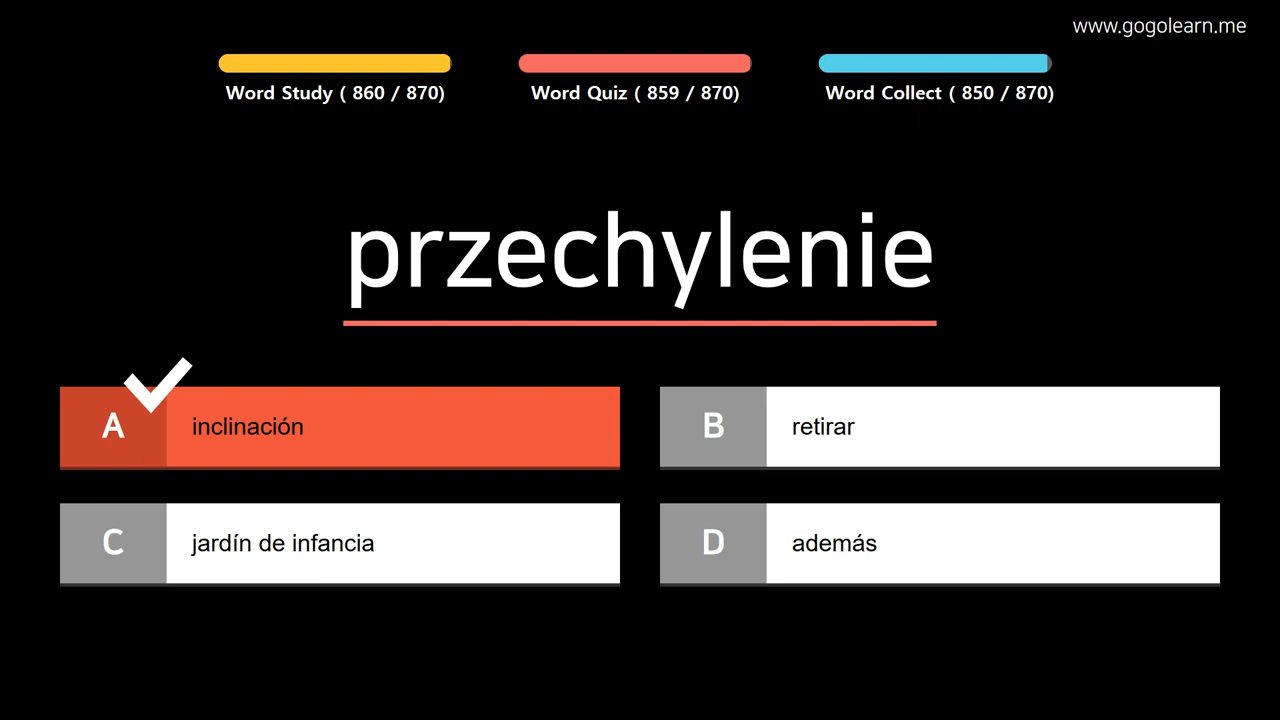 www.gogolearn.me
Word Study ( 860 / 870)
Word Quiz ( 859 / 870)
Word Collect ( 850 / 870)
przechylenie
A inclinación
B retirar
C jardín de infancia
D además